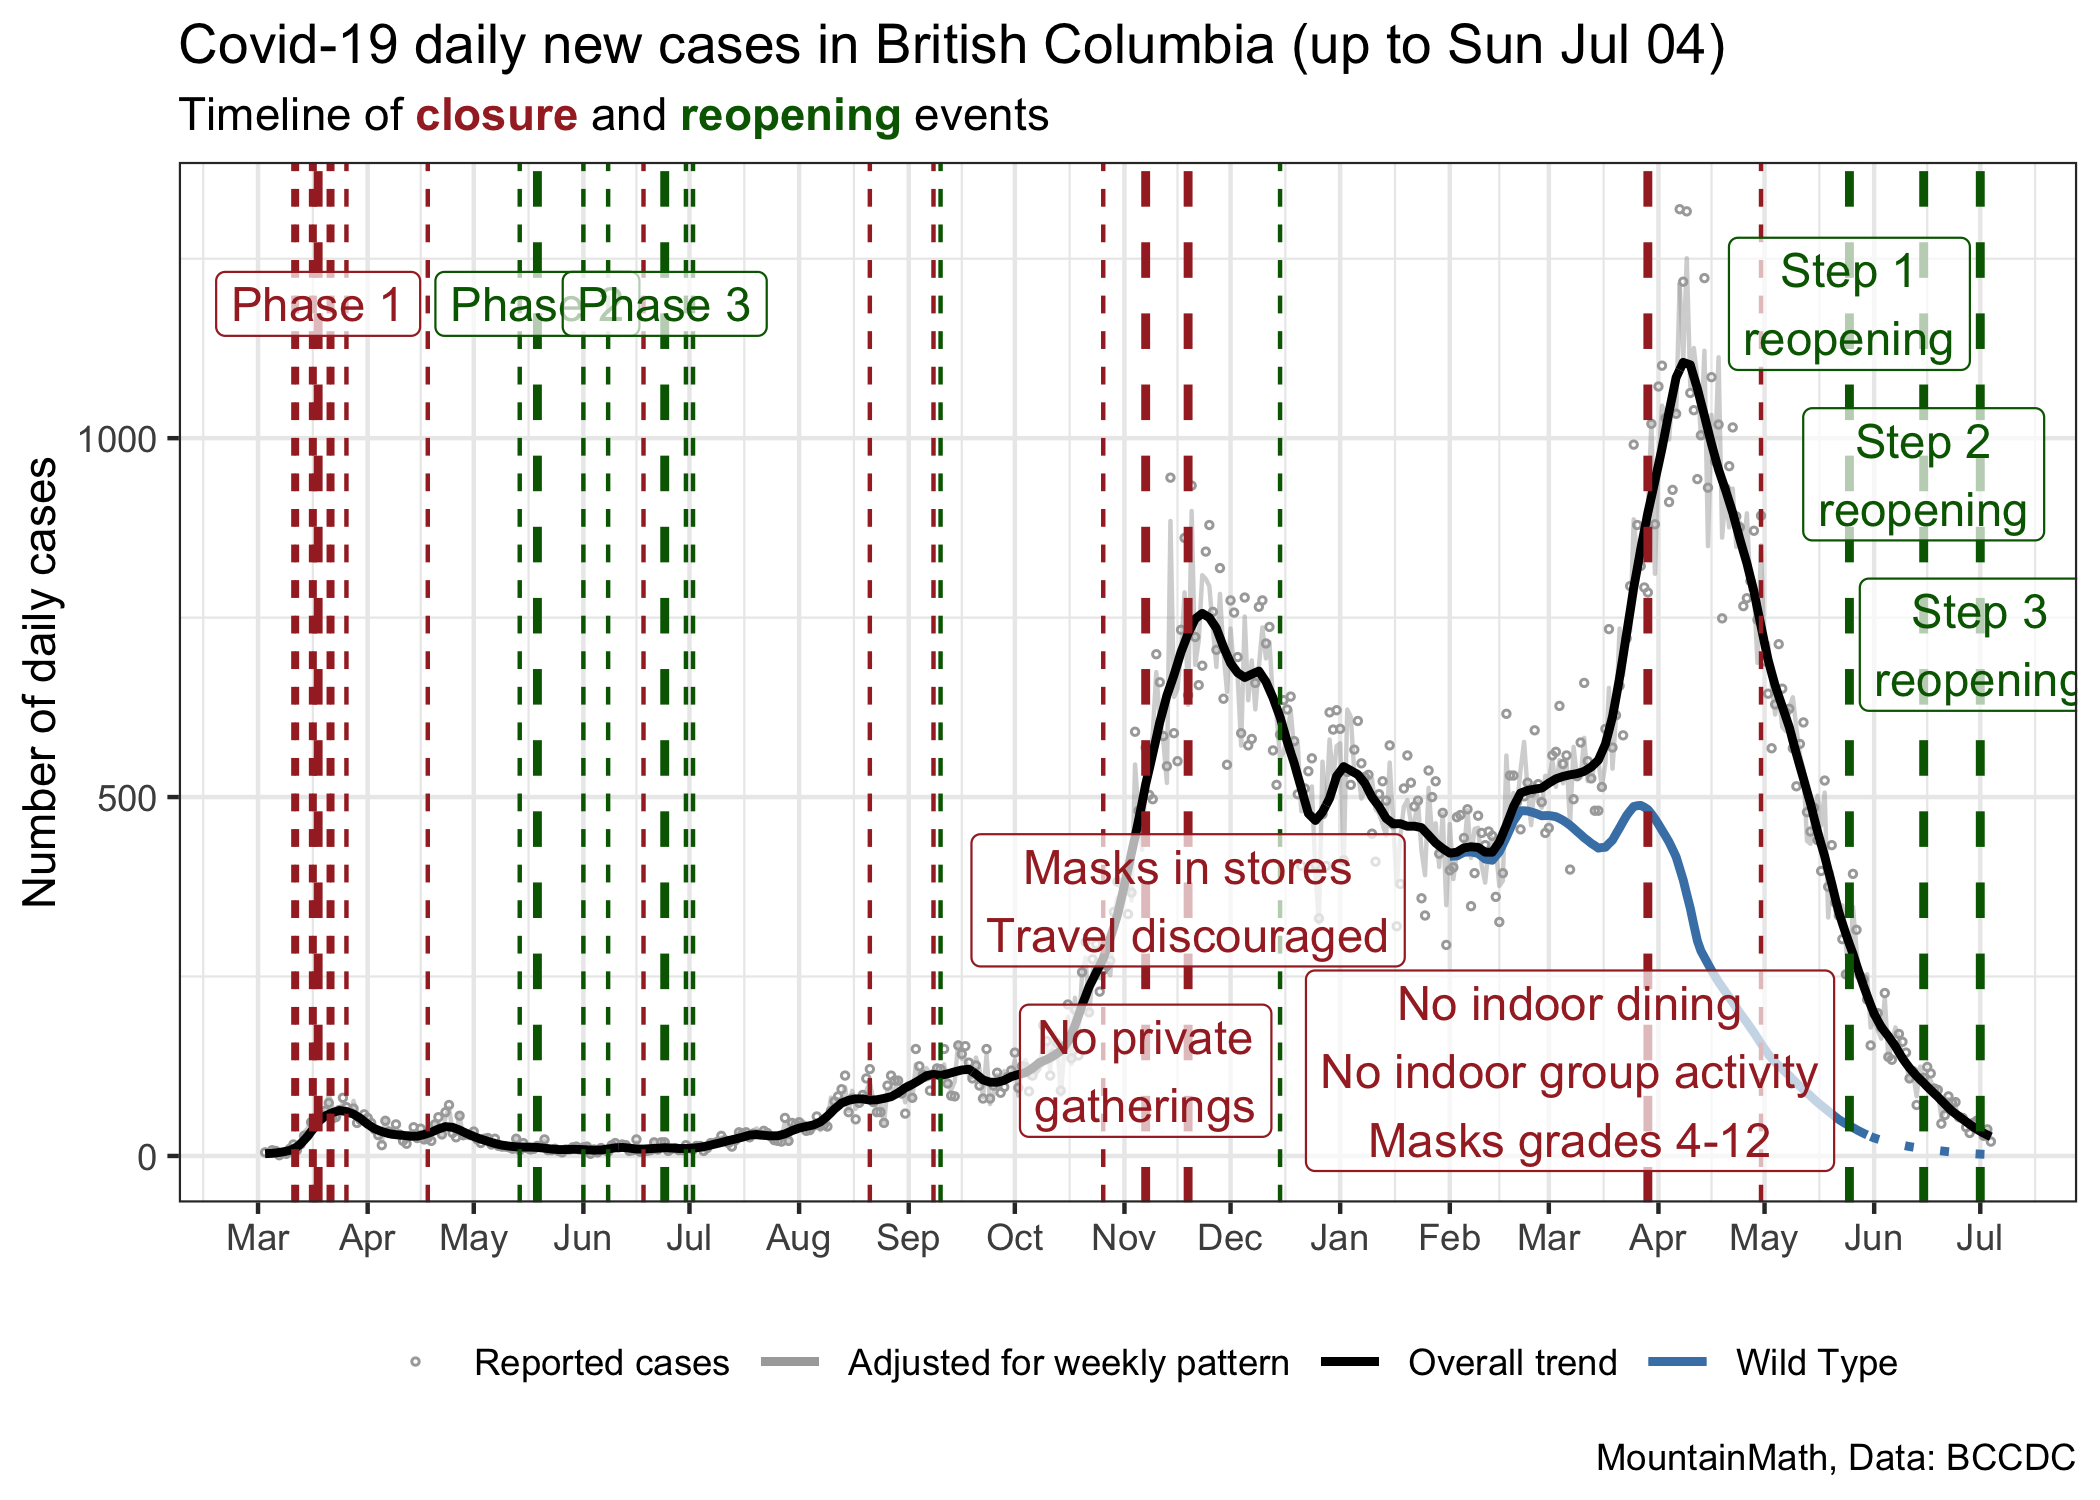 Covid-19 daily new cases in British Columbia (up to Sun Jul 04)
Timeline of closure and reopening events
Number of daily cases
1000
500
0
Phase 1
Phase 2
Phase 3
Step 1
reopening
Step 2
reopening
Step 3
reopening
Masks in stores
Travel discouraged
No private
gatherings
No indoor dining
No indoor group activity
Masks grades 4-12
Mar Apr May Jun Jul Aug Sep Oct Nov Dec Jan Feb Mar Apr May Jun Jul
Reported cases Adjusted for weekly pattern Overall trend Wild Type
MountainMath, Data: BCCDC